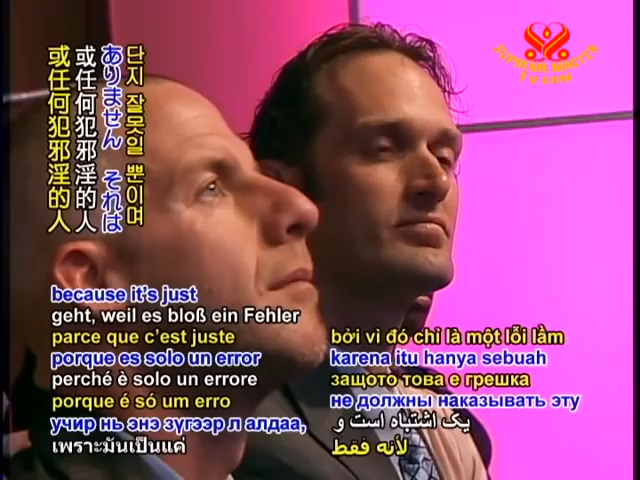 SUPREME MASTER
TV.COM
단지 잘못일 뿐이며
ありません それは
或任何犯邪淫的人
或任何犯邪淫的人
because it's just
geht, weil es bloß ein Fehler
parce que c'est juste
porque es solo un error
perché è solo un errore
porque é só um erro
учир нь энэ зүгээр л алдаа,
เพราะมันเป็นแค่
bởi vì đó chỉ là một lỗi lầm
karena itu hanya sebuah
защото това е грешка
не должны наказывать эту
یک اشتباه است و
لأنه فقط